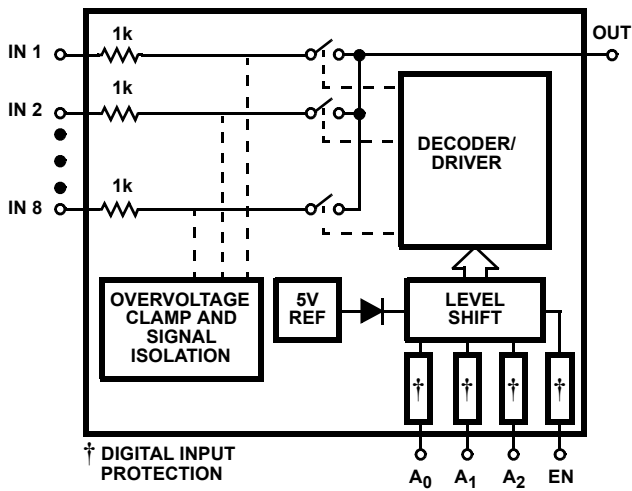 1k
OUT
IN 1
1k
IN 2
DECODER/
DRIVER
1k
IN 8
OVERVOLTAGE
CLAMP AND
SIGNAL
ISOLATION
5V
REF
LEVEL
SHIFT
† † † †
† DIGITAL INPUT
PROTECTION
A0 A1 A2 EN